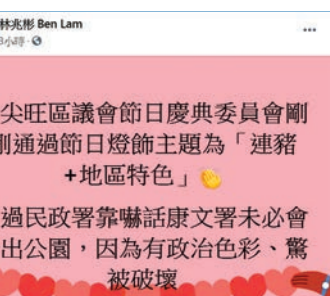 林兆彬 Ben Lam
小時
尖旺區議會節日慶典委員會剛
剛通過節日燈飾主題為「連豬
+地區特色」👏
過民政署靠嚇話康文署未必會
出公園，因為有政治色彩、驚
被破壞